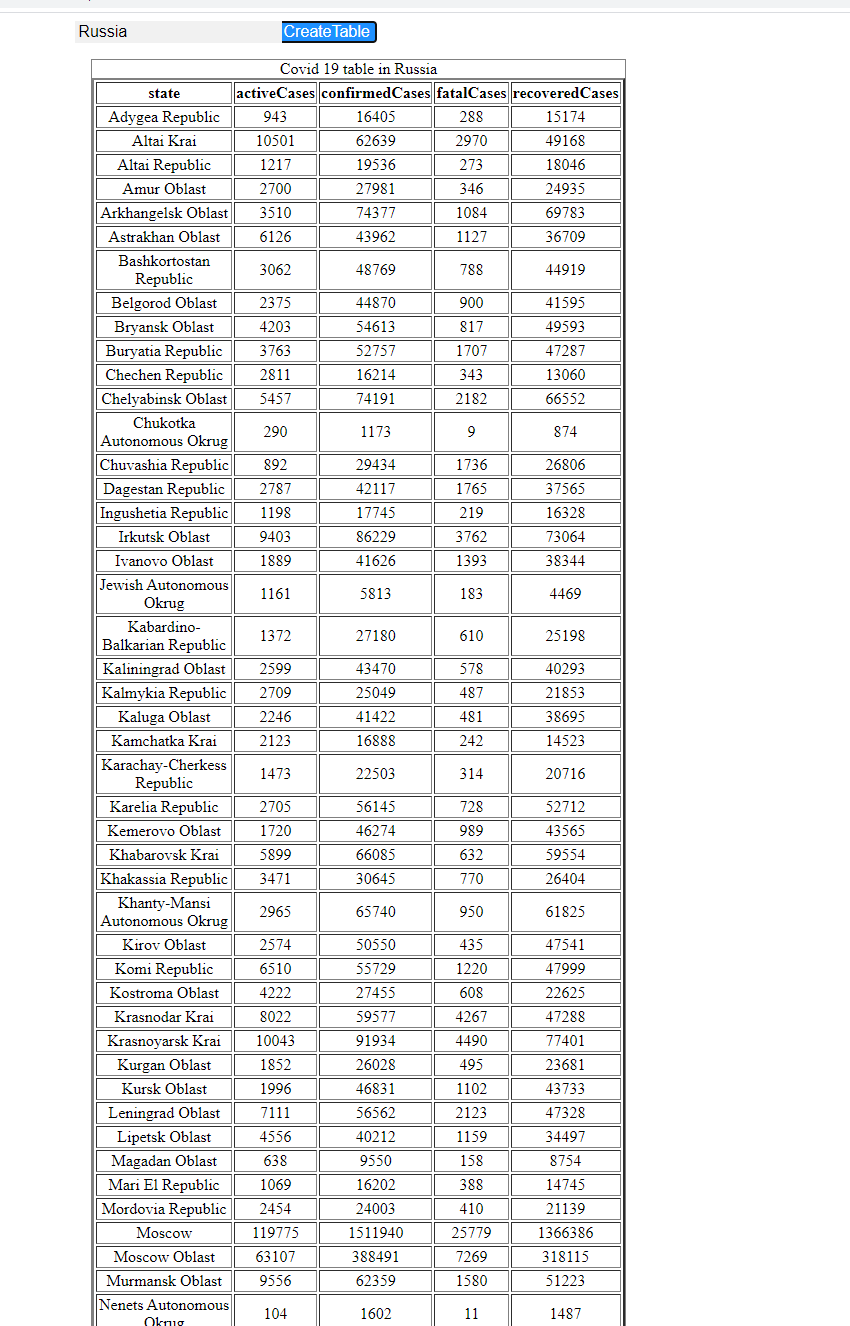 Russia CreateTable
Covid 19 table in Russia
state activeCases confirmedCases fatalCases recoveredCases
Adygea Republic 943 16405 288 15174
Altai Krai 10501 62639 2970 49168
Altai Republic 1217 19536 273 18046
Amur Oblast 2700 27981 346 24935
Arkhangelsk Oblast 3510 74377 1084 69783
Astrakhan Oblast 6126 43962 1127 36709
Bashkortostan
Republic 3062 48769 788 44919
Belgorod Oblast 2375 44870 900 41595
Bryansk Oblast 4203 54613 817 49593
Buryatia Republic 3763 52757 1707 47287
Chechen Republic 2811 16214 343 13060
Chelyabinsk Oblast 5457 74191 2182 66552
Chukotka
Autonomous Okrug 290 1173 9 874
Chuvashia Republic 892 29434 1736 26806
Dagestan Republic 2787 42117 1765 37565
Ingushetia Republic 1198 17745 219 16328
Irkutsk Oblast 9403 86229 3762 73064
Ivanovo Oblast 1889 41626 1393 38344
Jewish Autonomous
Okrug 1161 5813 183 4469
Kabardino-
Balkarian Republic 1372 27180 610 25198
Kaliningrad Oblast 2599 43470 578 40293
Kalmykia Republic 2709 25049 487 21853
Kaluga Oblast 2246 41422 481 38695
Kamchatka Krai 2123 16888 242 14523
Karachay-Cherkess
Republic 1473 22503 314 20716
Karelia Republic 2705 56145 728 52712
Kemerovo Oblast 1720 46274 989 43565
Khabarovsk Krai 5899 66085 632 59554
Khakassia Republic 3471 30645 770 26404
Khanty-Mansi
Autonomous Okrug 2965 65740 950 61825
Kirov Oblast 2574 50550 435 47541
Komi Republic 6510 55729 1220 47999
Kostroma Oblast 4222 27455 608 22625
Krasnodar Krai 8022 59577 4267 47288
Krasnoyarsk Krai 10043 91934 4490 77401
Kurgan Oblast 1852 26028 495 23681
Kursk Oblast 1996 46831 1102 43733
Leningrad Oblast 7111 56562 2123 47328
Lipetsk Oblast 4556 40212 1159 34497
Magadan Oblast 638 9550 158 8754
Mari El Republic 1069 16202 388 14745
Mordovia Republic 2454 24003 410 21139
Moscow 119775 1511940 25779 1366386
Moscow Oblast 63107 388491 7269 318115
Murmansk Oblast 9556 62359 1580 51223
Nenets Autonomous
Okrug 104 1602 11 1487